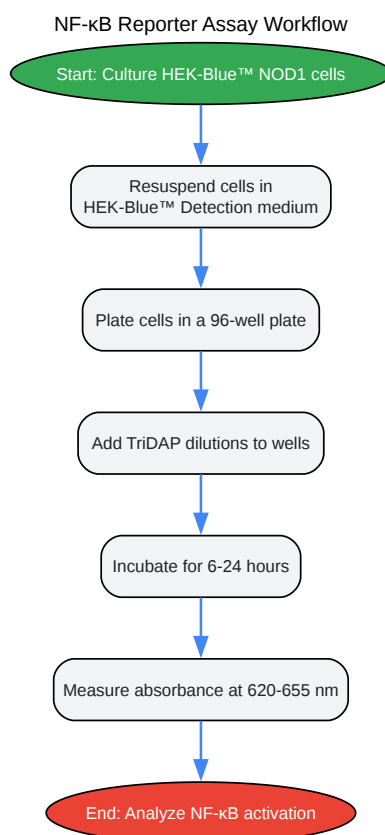 NF-κB Reporter Assay Workflow
Start: Culture HEK-Blue™ NOD1 cells
Resuspend cells in
HEK-Blue™ Detection medium
Plate cells in a 96-well plate
Add TriDAP dilutions to wells
Incubate for 6-24 hours
Measure absorbance at 620-655 nm
End: Analyze NF-κB activation